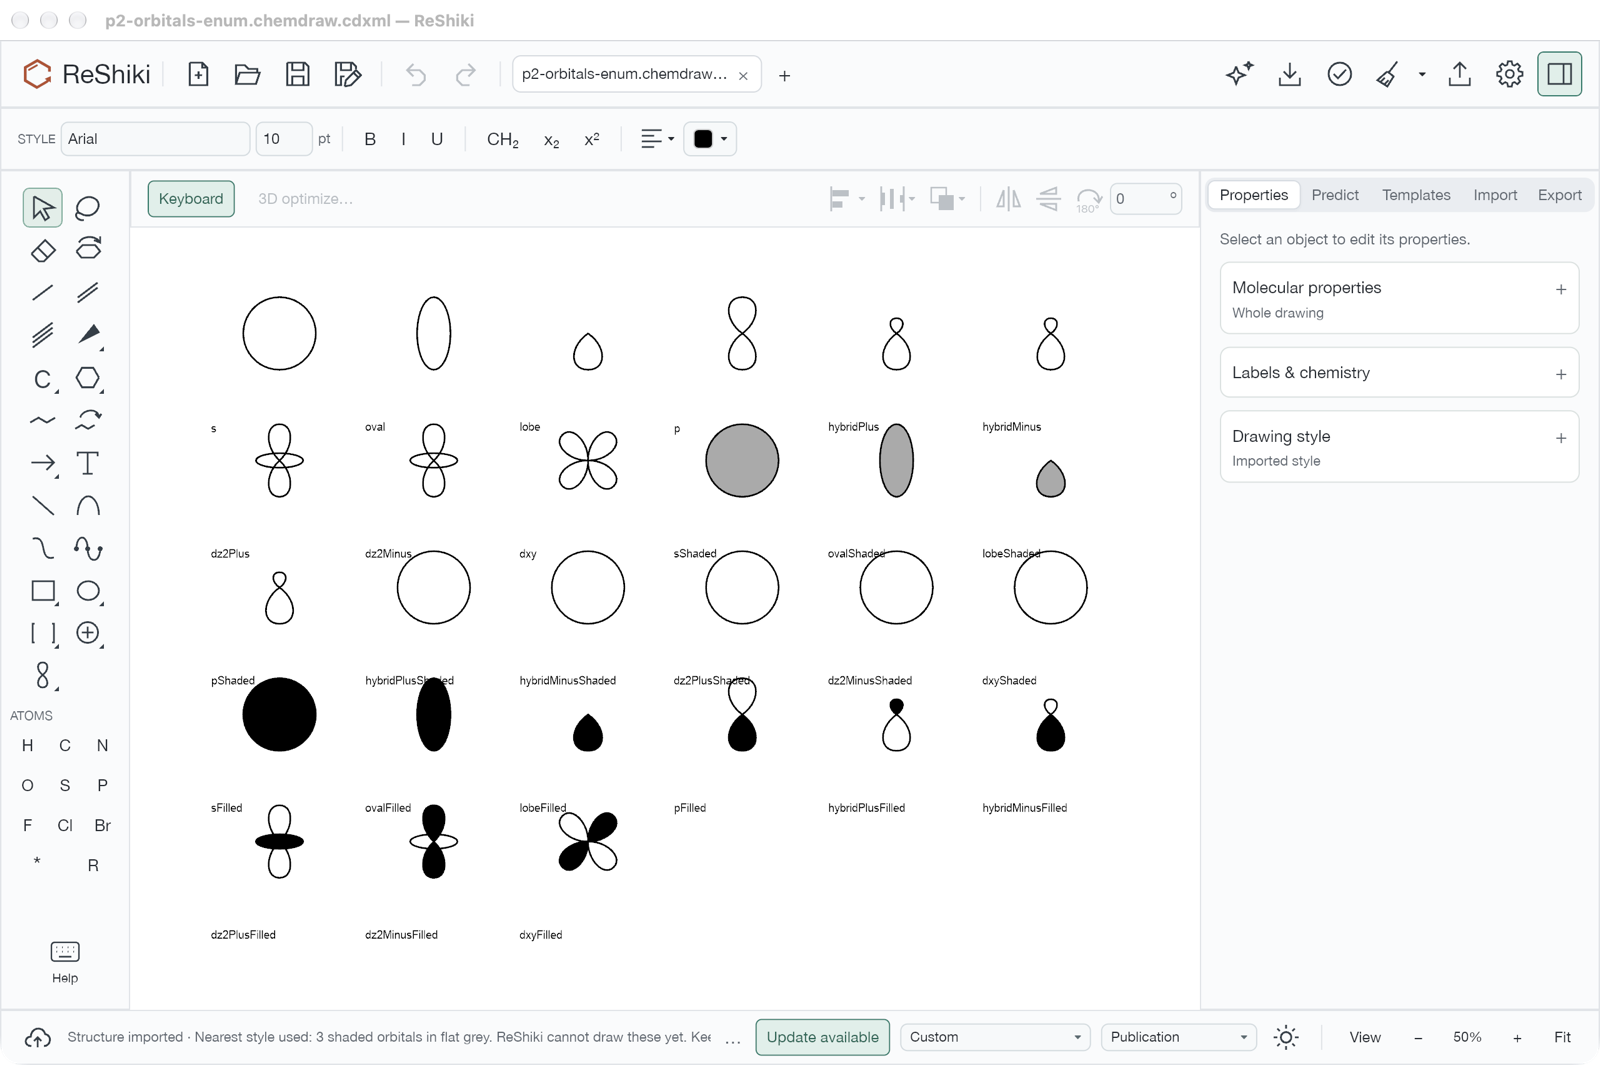 p2-orbitals-enum.chemdraw.cdxml — ReShiki
ReShiki
p2-orbitals-enum.chemdraw... × +
STYLE Arial 10 pt B I U CH₂ x₂ x²
Keyboard 3D optimize... 180° 0 °
Properties Predict Templates Import Export
Select an object to edit its properties.
Molecular properties +
Whole drawing
Labels & chemistry +
Drawing style +
Imported style
C T
ATOMS
H C N
O S P
F Cl Br
* R
Help
s oval lobe p hybridPlus hybridMinus
dz2Plus dz2Minus dxy sShaded ovalShaded lobeShaded
pShaded hybridPlusShaded hybridMinusShaded dz2PlusShaded dz2MinusShaded dxyShaded
sFilled ovalFilled lobeFilled pFilled hybridPlusFilled hybridMinusFilled
dz2PlusFilled dz2MinusFilled dxyFilled
Structure imported · Nearest style used: 3 shaded orbitals in flat grey. ReShiki cannot draw these yet. Kee ... Update available Custom Publication View − 50% + Fit